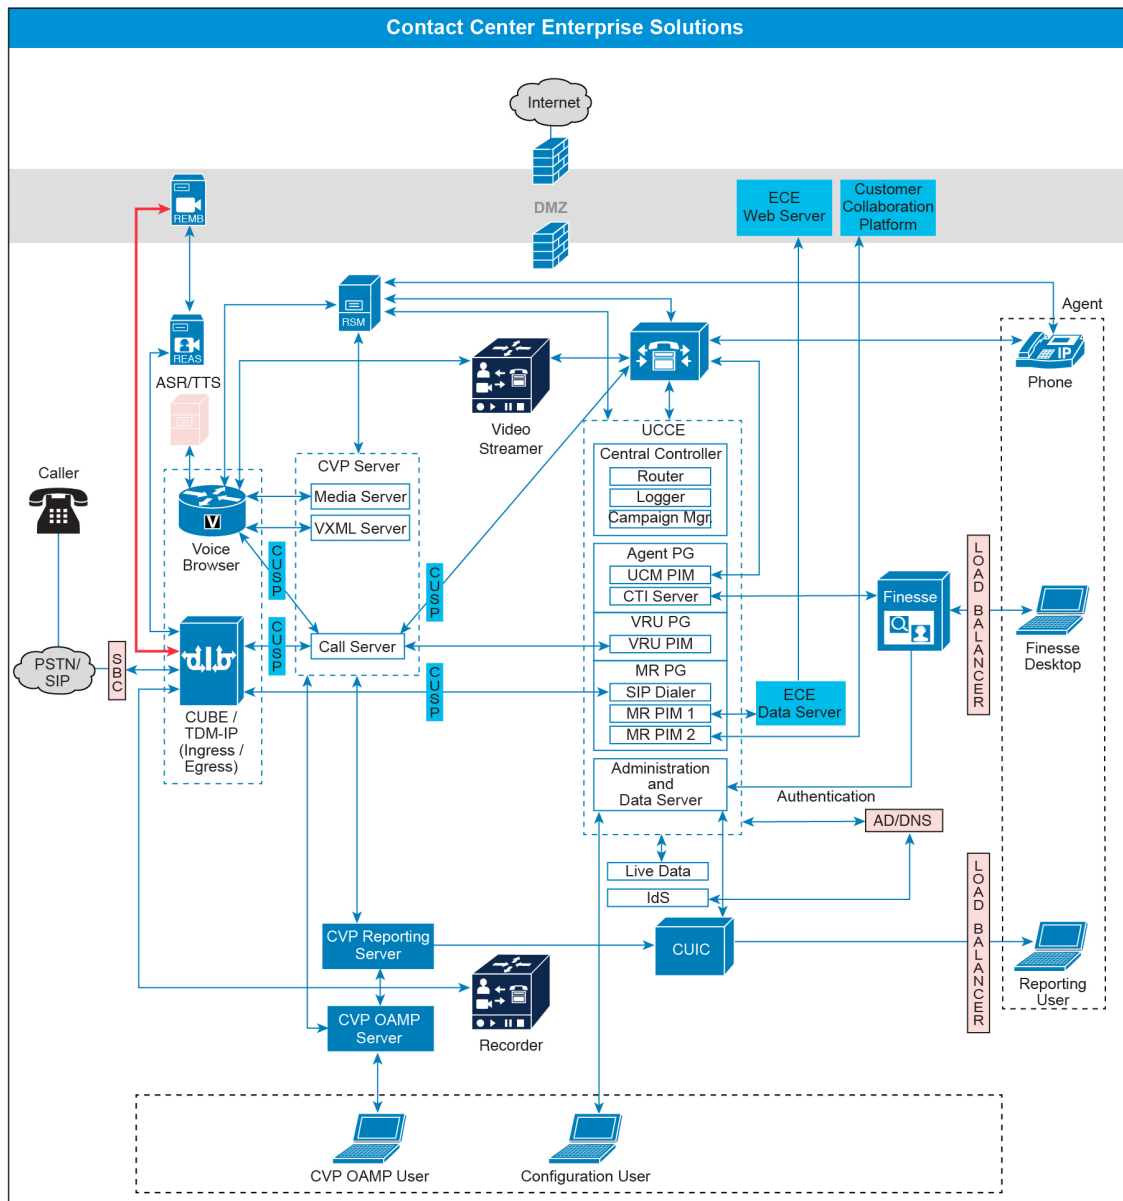 Contact Center Enterprise Solutions
Internet
DMZ
REMB
ECE
Web Server
Customer
Collaboration
Platform
RSM
REAS
ASR/TTS
Agent
IP
Phone
Video
Streamer
UCCE
Central Controller
Router
Logger
Campaign Mgr.
CVP Server
Media Server
VXML Server
Caller
V
Voice
Browser
CUSP
CUSP
CUSP
CUSP
Call Server
Agent PG
UCM PIM
CTI Server
VRU PG
VRU PIM
MR PG
SIP Dialer
MR PIM 1
MR PIM 2
ECE
Data Server
Finesse
LOAD BALANCER
Finesse
Desktop
PSTN/
SIP
SBC
CUBE /
TDM-IP
(Ingress /
Egress)
Administration
and
Data Server
Authentication
AD/DNS
Live Data
IdS
CVP Reporting
Server
CUIC
LOAD BALANCER
Reporting
User
CVP OAMP
Server
Recorder
CVP OAMP User
Configuration User